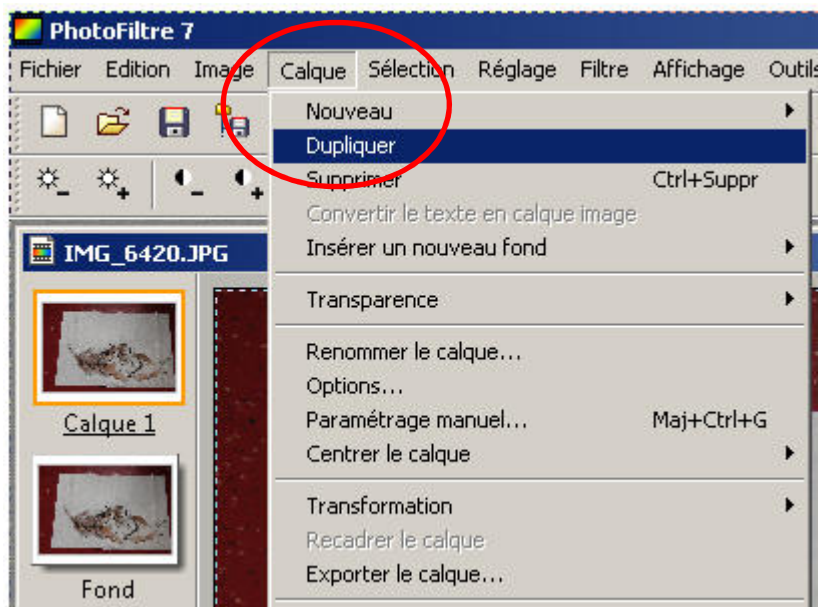 PhotoFiltre 7
Fichier Edition Image Calque Sélection Réglage Filtre Affichage Outils
Nouveau
Dupliquer
Supprimer Ctrl+Suppr
Convertir le texte en calque image
Insérer un nouveau fond
IMG_6420.JPG
Transparence
Renommer le calque...
Options...
Paramétrage manuel... Maj+Ctrl+G
Centrer le calque
Calque 1
Transformation
Recadrer le calque
Exporter le calque...
Fond